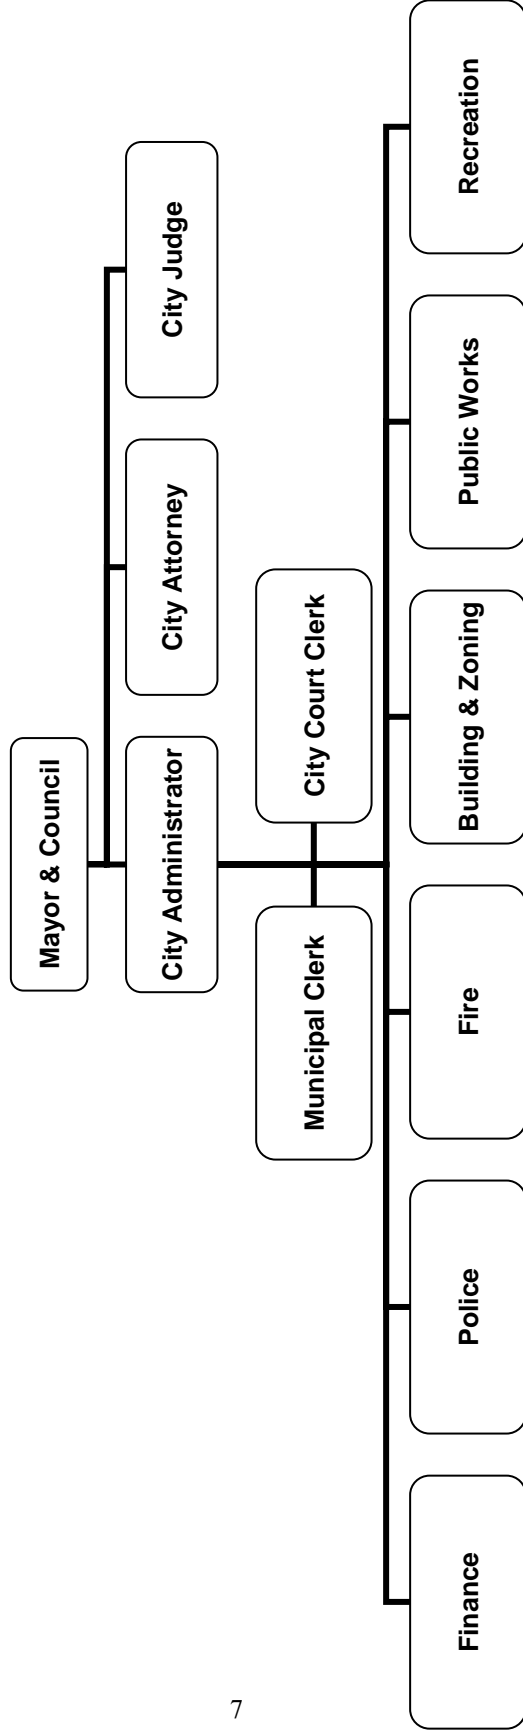 Mayor & Council
City Administrator
City Attorney
City Judge
Municipal Clerk
City Court Clerk
Finance
Police
Fire
Building & Zoning
Public Works
Recreation
7